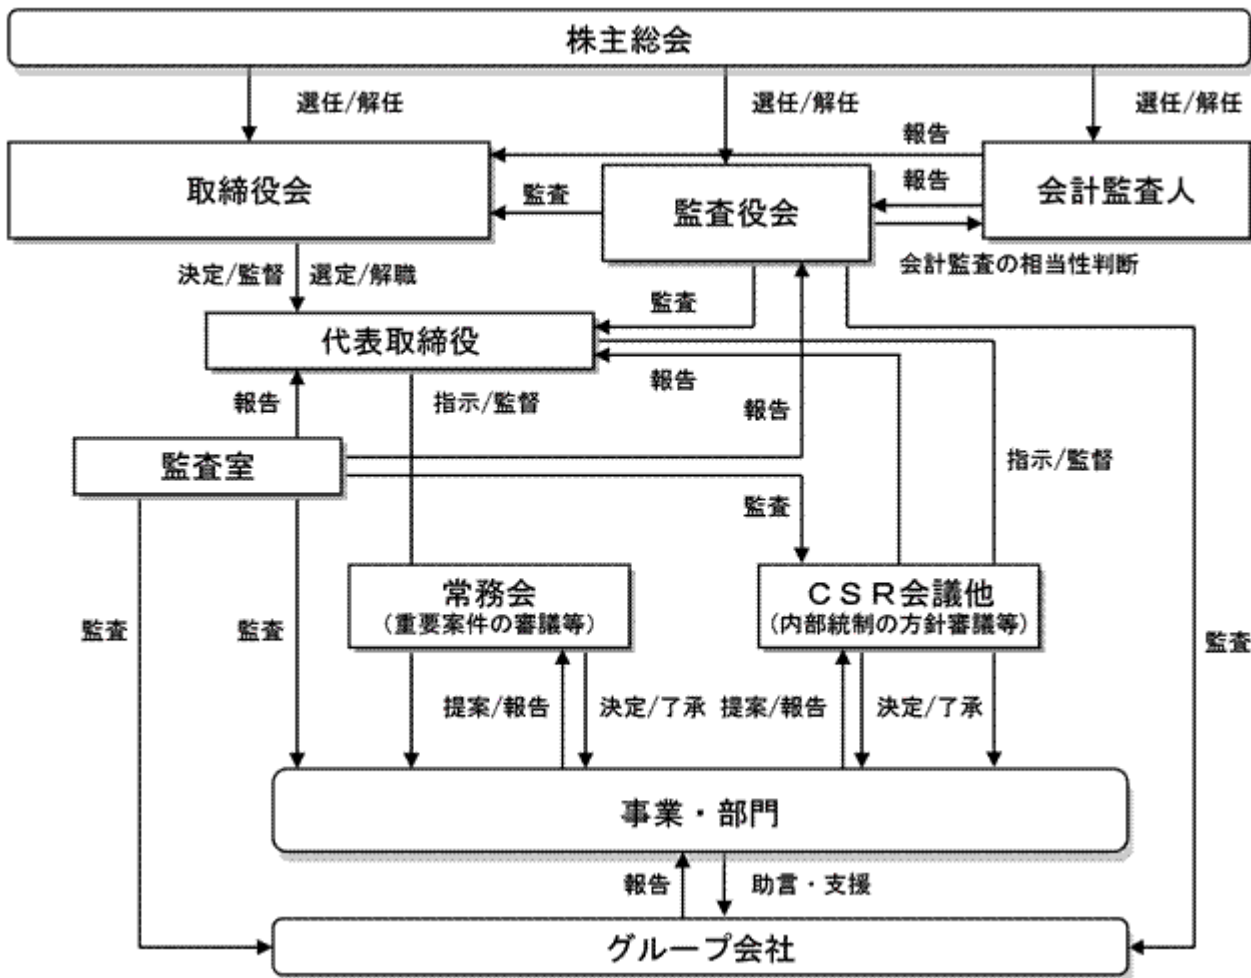 株主総会
選任/解任
選任/解任
選任/解任
取締役会
監査役会
会計監査人
報告
報告
監査
会計監査の相当性判断
決定/監督
選定/解職
監査
代表取締役
報告
報告
指示/監督
報告
監査室
指示/監督
監査
常務会
(重要案件の審議等)
CSR会議他
(内部統制の方針審議等)
監査
監査
監査
提案/報告
決定/了承
提案/報告
決定/了承
事業・部門
報告
助言・支援
グループ会社